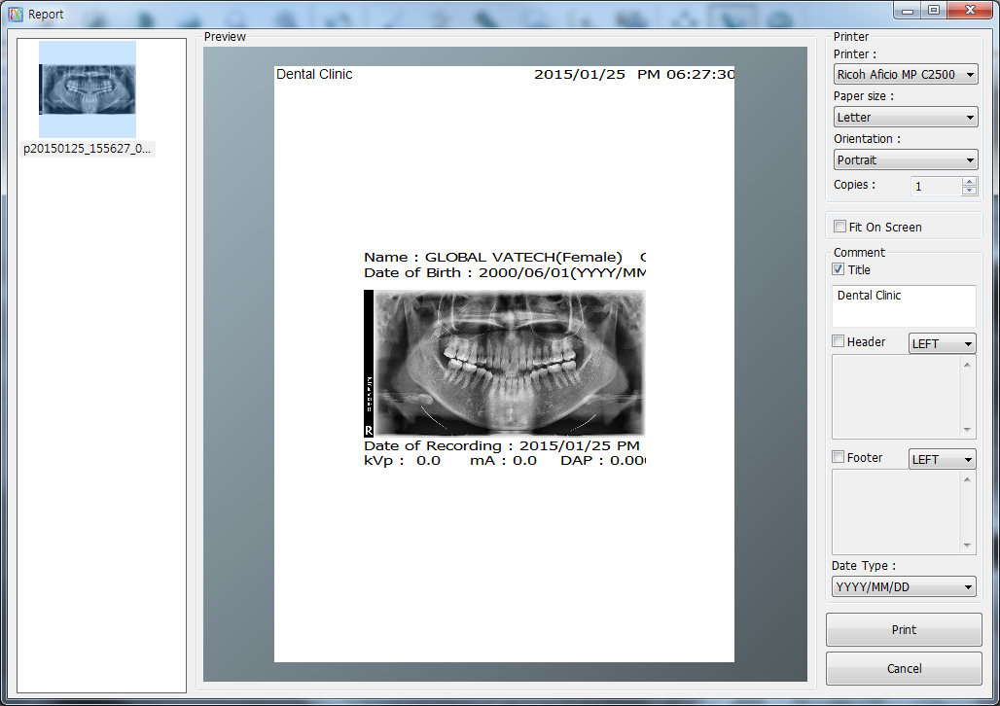 Report
p20150125_155627_0...
Preview
Dental Clinic 2015/01/25 PM 06:27:30
Name : GLOBAL VATECH(Female)
Date of Birth : 2000/06/01(YYYY/MM
R
Date of Recording : 2015/01/25 PM
kVp : 0.0 mA : 0.0 DAP : 0.00
Printer
Printer :
Ricoh Aficio MP C2500
Paper size :
Letter
Orientation :
Portrait
Copies : 1
Fit On Screen
Comment
Title
Dental Clinic
Header LEFT
Footer LEFT
Date Type :
YYYY/MM/DD
Print
Cancel